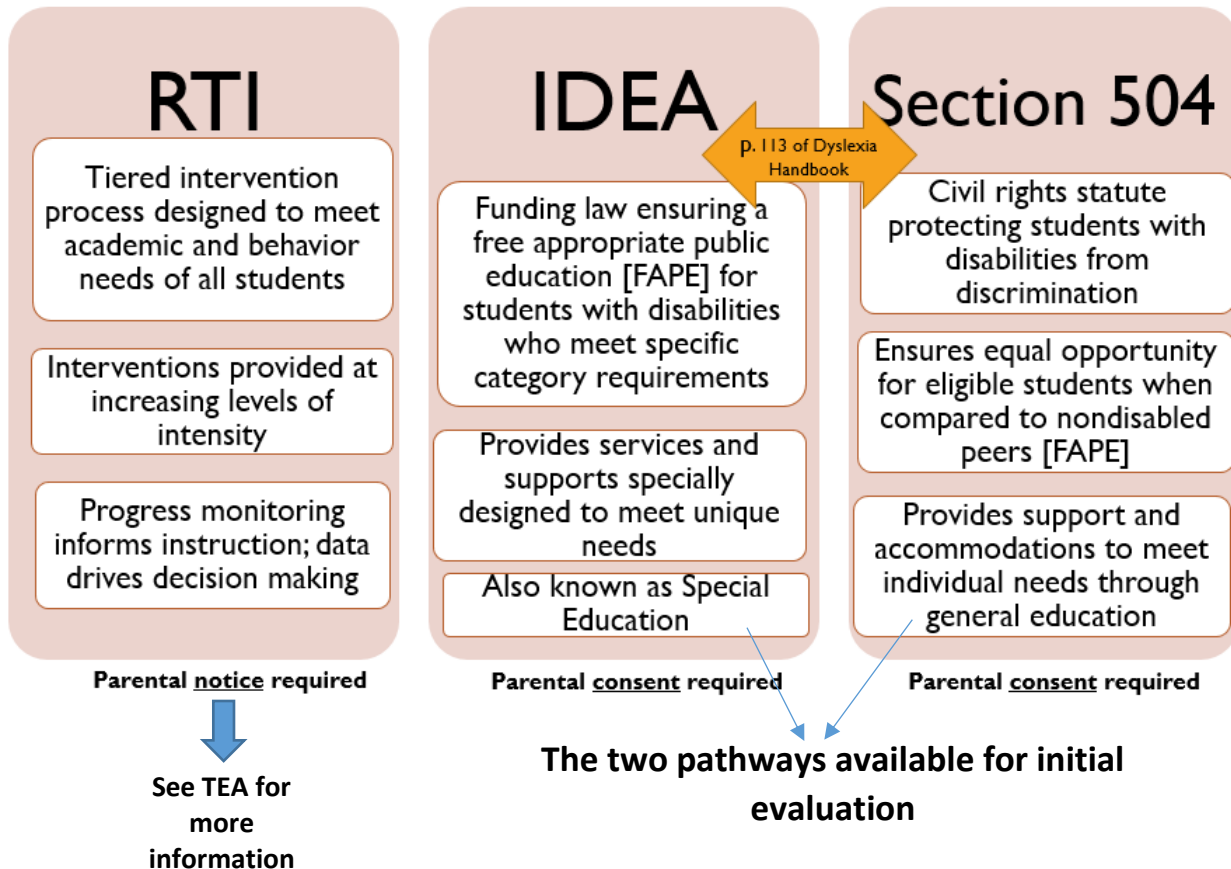 RTI
Tiered intervention
process designed to meet
academic and behavior
needs of all students
Interventions provided at
increasing levels of
intensity
Progress monitoring
informs instruction; data
drives decision making
Parental notice required
See TEA for
more
information
IDEA
p. 113 of Dyslexia
Handbook
Funding law ensuring a
free appropriate public
education [FAPE] for
students with disabilities
who meet specific
category requirements
Provides services and
supports specially
designed to meet unique
needs
Also known as Special
Education
Parental consent required
Section 504
Civil rights statute
protecting students with
disabilities from
discrimination
Ensures equal opportunity
for eligible students when
compared to nondisabled
peers [FAPE]
Provides support and
accommodations to meet
individual needs through
general education
Parental consent required
The two pathways available for initial
evaluation